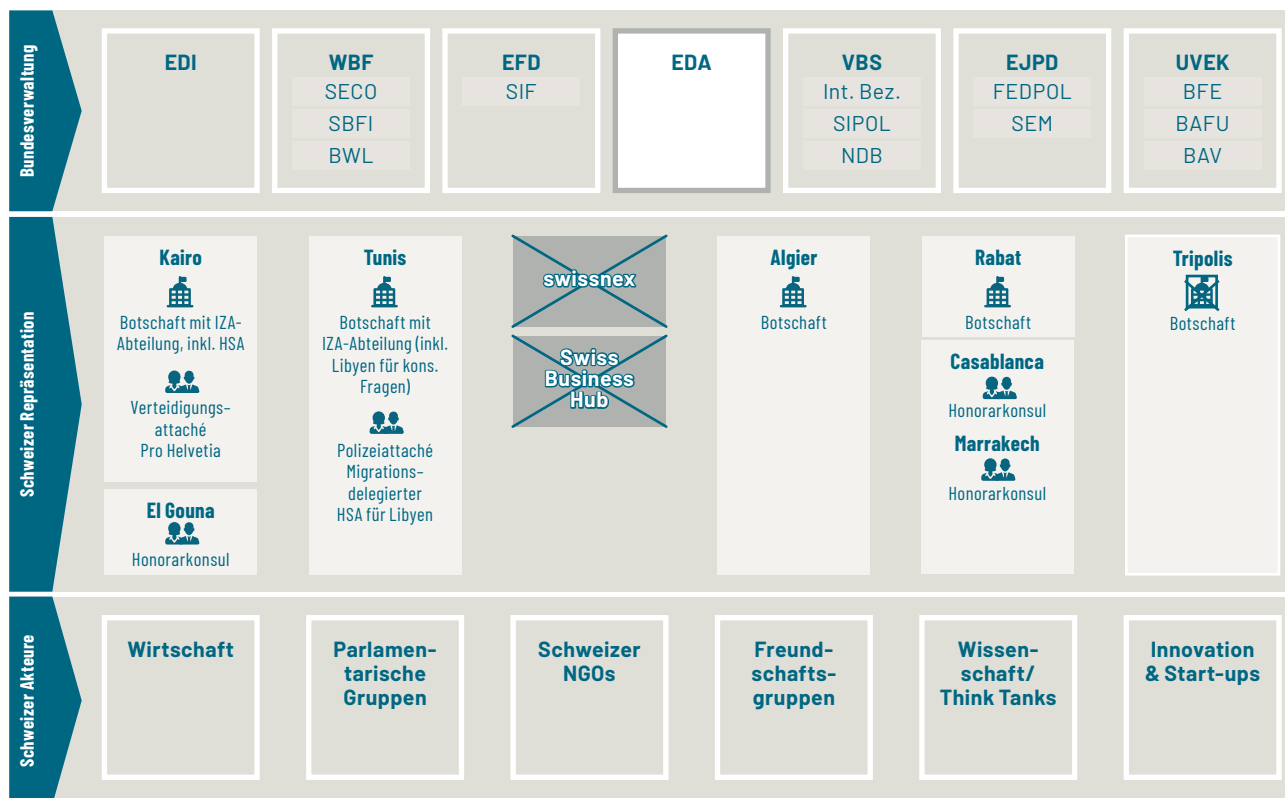 Bundesverwaltung
EDI
WBF
SECO
SBFI
BWL
EFD
SIF
EDA
VBS
Int. Bez.
SIPOL
NDB
EJPD
FEDPOL
SEM
UVEK
BFE
BAFU
BAV
Schweizer Repräsentation
Kairo
Botschaft mit IZA-
Abteilung, inkl. HSA
Verteidigungs-
attaché
Pro Helvetia
El Gouna
Honorarkonsul
Tunis
Botschaft mit
IZA-Abteilung (inkl.
Libyen für kons.
Fragen)
Polizeiattaché
Migrations-
delegierter
HSA für Libyen
swissnex
Swiss
Business
Hub
Algier
Botschaft
Rabat
Botschaft
Casablanca
Honorarkonsul
Marrakech
Honorarkonsul
Tripolis
Botschaft
Schweizer Akteure
Wirtschaft
Parlamen-
tarische
Gruppen
Schweizer
NGOs
Freund-
schafts-
gruppen
Wissen-
schaft/
Think Tanks
Innovation
& Start-ups